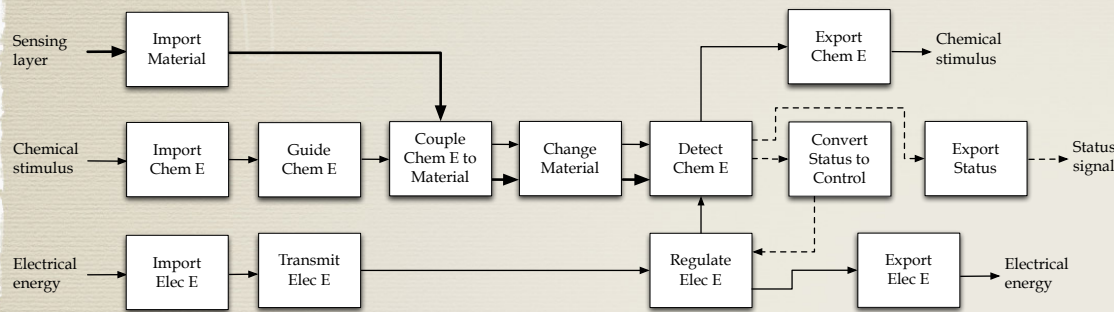 Sensing
layer
Import
Material
Export
Chem E
Chemical
stimulus
Chemical
stimulus
Import
Chem E
Guide
Chem E
Couple
Chem E to
Material
Change
Material
Detect
Chem E
Convert
Status to
Control
Export
Status
Status
signal
Electrical
energy
Import
Elec E
Transmit
Elec E
Regulate
Elec E
Export
Elec E
Electrical
energy